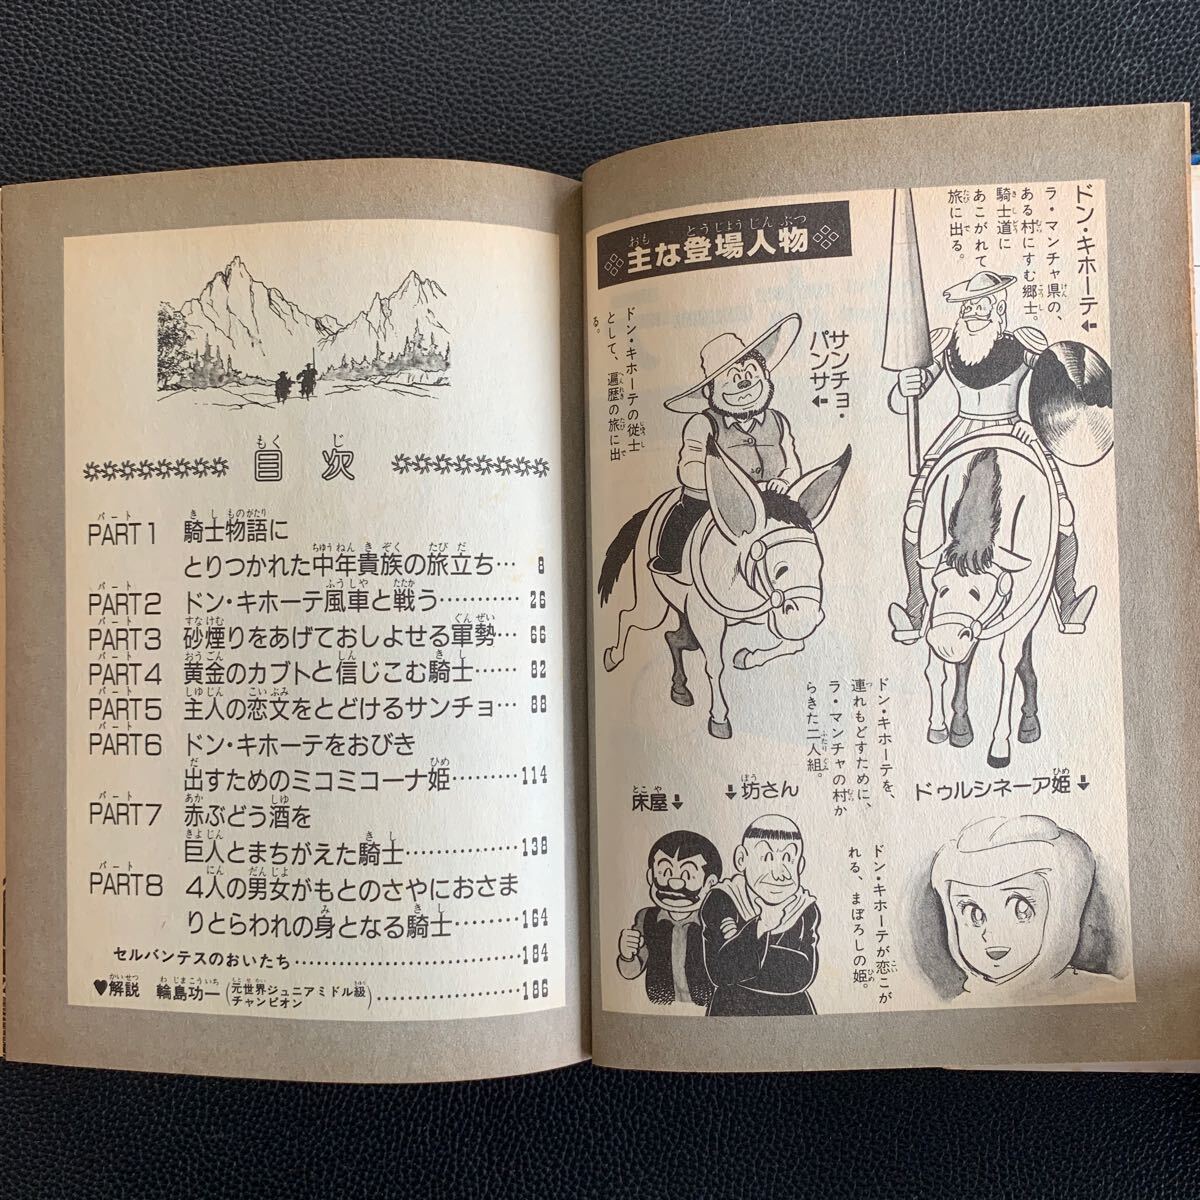 目次
PART1 騎士物語に
とりつかれた中年貴族の旅立ち… 8
PART2 ドン・キホーテ風車と戦う………… 26
PART3 砂煙りをあげておしよせる軍勢… 66
PART4 黄金のカブトと信じこむ騎士…… 82
PART5 主人の恋文をとどけるサンチョ… 88
PART6 ドン・キホーテをおびき
出すためのミコミコーナ姫……… 114
PART7 赤ぶどう酒を
巨人とまちがえた騎士…………… 138
PART8 4人の男女がもとのさやにおさま
りとらわれの身となる騎士……… 164
セルバンテスのおいたち…………………… 184
♥解説 輪島功一(元世界ジュニアミドル級チャンピオン)………………… 186
主な登場人物
ドン・キホーテ
ラ・マンチャ県の、
ある村にすむ郷士。
騎士道に
あこがれて
旅に出る。
サンチョ・
パンサ
ドン・キホーテの従士
として、遍歴の旅に出
る。
ドン・キホーテを、
連れもどすために、
ラ・マンチャの村か
らきた二人組。
床屋
坊さん
ドゥルシネーア姫
ドン・キホーテが恋こが
れる、まぼろしの姫。